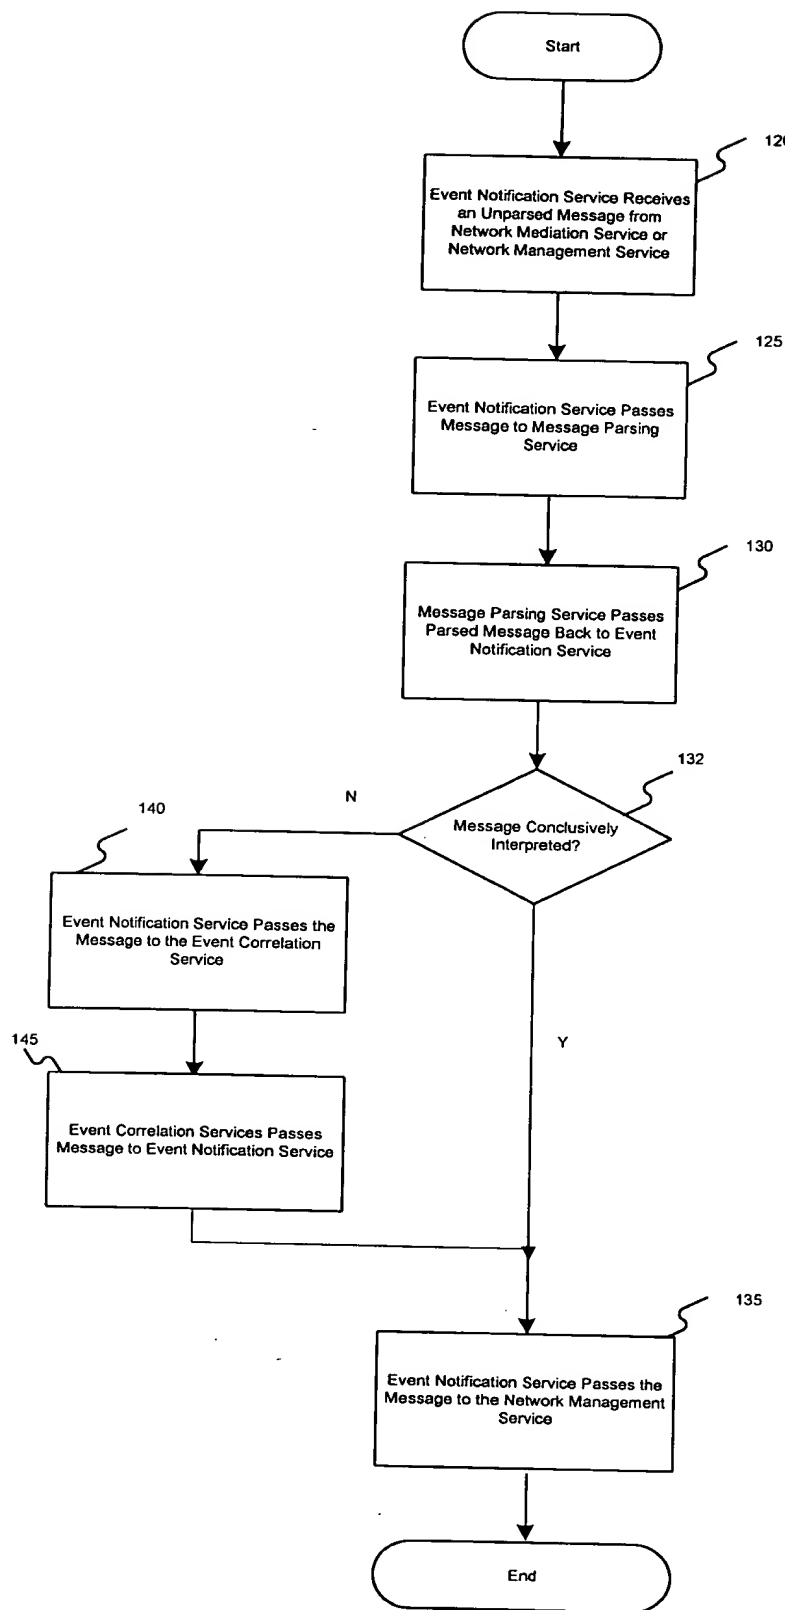 Start
120
Event Notification Service Receives
an Unparsed Message from
Network Mediation Service or
Network Management Service
125
Event Notification Service Passes
Message to Message Parsing
Service
130
Message Parsing Service Passes
Parsed Message Back to Event
Notification Service
132
Message Conclusively
Interpreted?
N
140
Event Notification Service Passes the
Message to the Event Correlation
Service
Y
145
Event Correlation Services Passes
Message to Event Notification Service
135
Event Notification Service Passes the
Message to the Network Management
Service
End